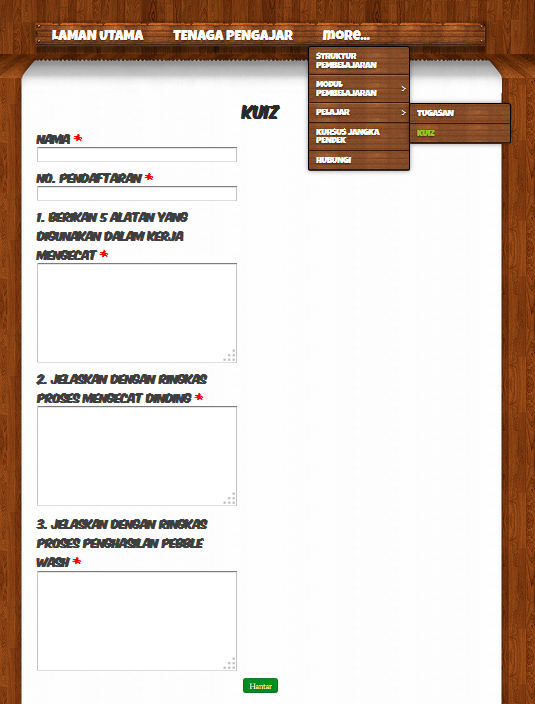 LAMAN UTAMA TENAGA PENGAJAR more...
STRUKTUR
PEMBELAJARAN
MODUL
PEMBELAJARAN >
PELAJAR >
TUGASAN
KUIZ
KURSUS JANGKA
PENDEK
HUBUNGI
KUIZ
NAMA *
NO. PENDAFTARAN *
1. BERIKAN 5 ALATAN YANG
DIGUNAKAN DALAM KERJA
MENGECAT *
2. JELASKAN DENGAN RINGKAS
PROSES MENGECAT DINDING *
3. JELASKAN DENGAN RINGKAS
PROSES PENGHASILAN PEBBLE
WASH *
Hantar